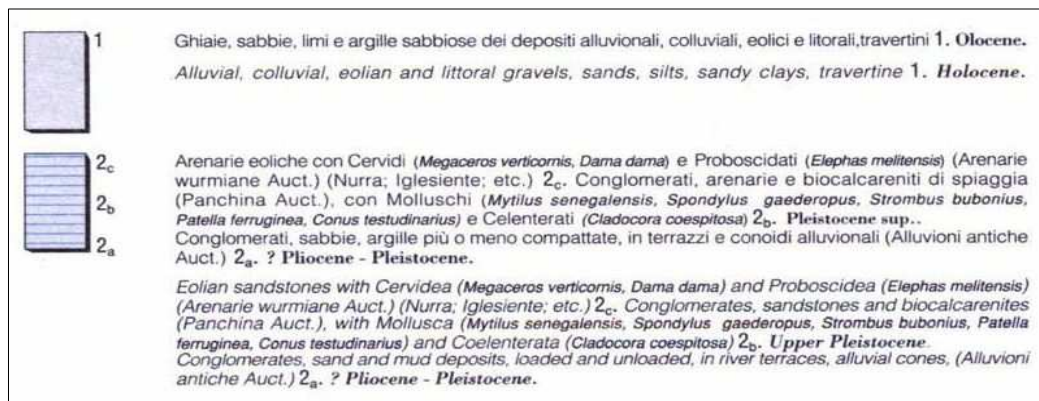 1
Ghiaie, sabbie, limi e argille sabbiose dei depositi alluvionali, colluviali, eolici e litorali,travertini 1. Olocene.
Alluvial, colluvial, eolian and littoral gravels, sands, silts, sandy clays, travertine 1. Holocene.
2c
2b
2a
Arenarie eoliche con Cervidi (Megaceros verticornis, Dama dama) e Proboscidati (Elephas melitensis) (Arenarie
wurmiane Auct.) (Nurra; Iglesiente; etc.) 2c. Conglomerati, arenarie e biocalcareniti di spiaggia
(Panchina Auct.), con Molluschi (Mytilus senegalensis, Spondylus gaederopus, Strombus bubonius,
Patella ferruginea, Conus testudinarius) e Celenterati (Cladocora coespitosa) 2b. Pleistocene sup..
Conglomerati, sabbie, argille più o meno compattate, in terrazzi e conoidi alluvionali (Alluvioni antiche
Auct.) 2a. ? Pliocene - Pleistocene.
Eolian sandstones with Cervidea (Megaceros verticornis, Dama dama) and Proboscidea (Elephas melitensis)
(Arenarie wurmiane Auct.) (Nurra; Iglesiente; etc.) 2c. Conglomerates, sandstones and biocalcarenites
(Panchina Auct.), with Mollusca (Mytilus senegalensis, Spondylus gaederopus, Strombus bubonius, Patella
ferruginea, Conus testudinarius) and Coelenterata (Cladocora coespitosa) 2b. Upper Pleistocene.
Conglomerates, sand and mud deposits, loaded and unloaded, in river terraces, alluvial cones, (Alluvioni
antiche Auct.) 2a. ? Pliocene - Pleistocene.